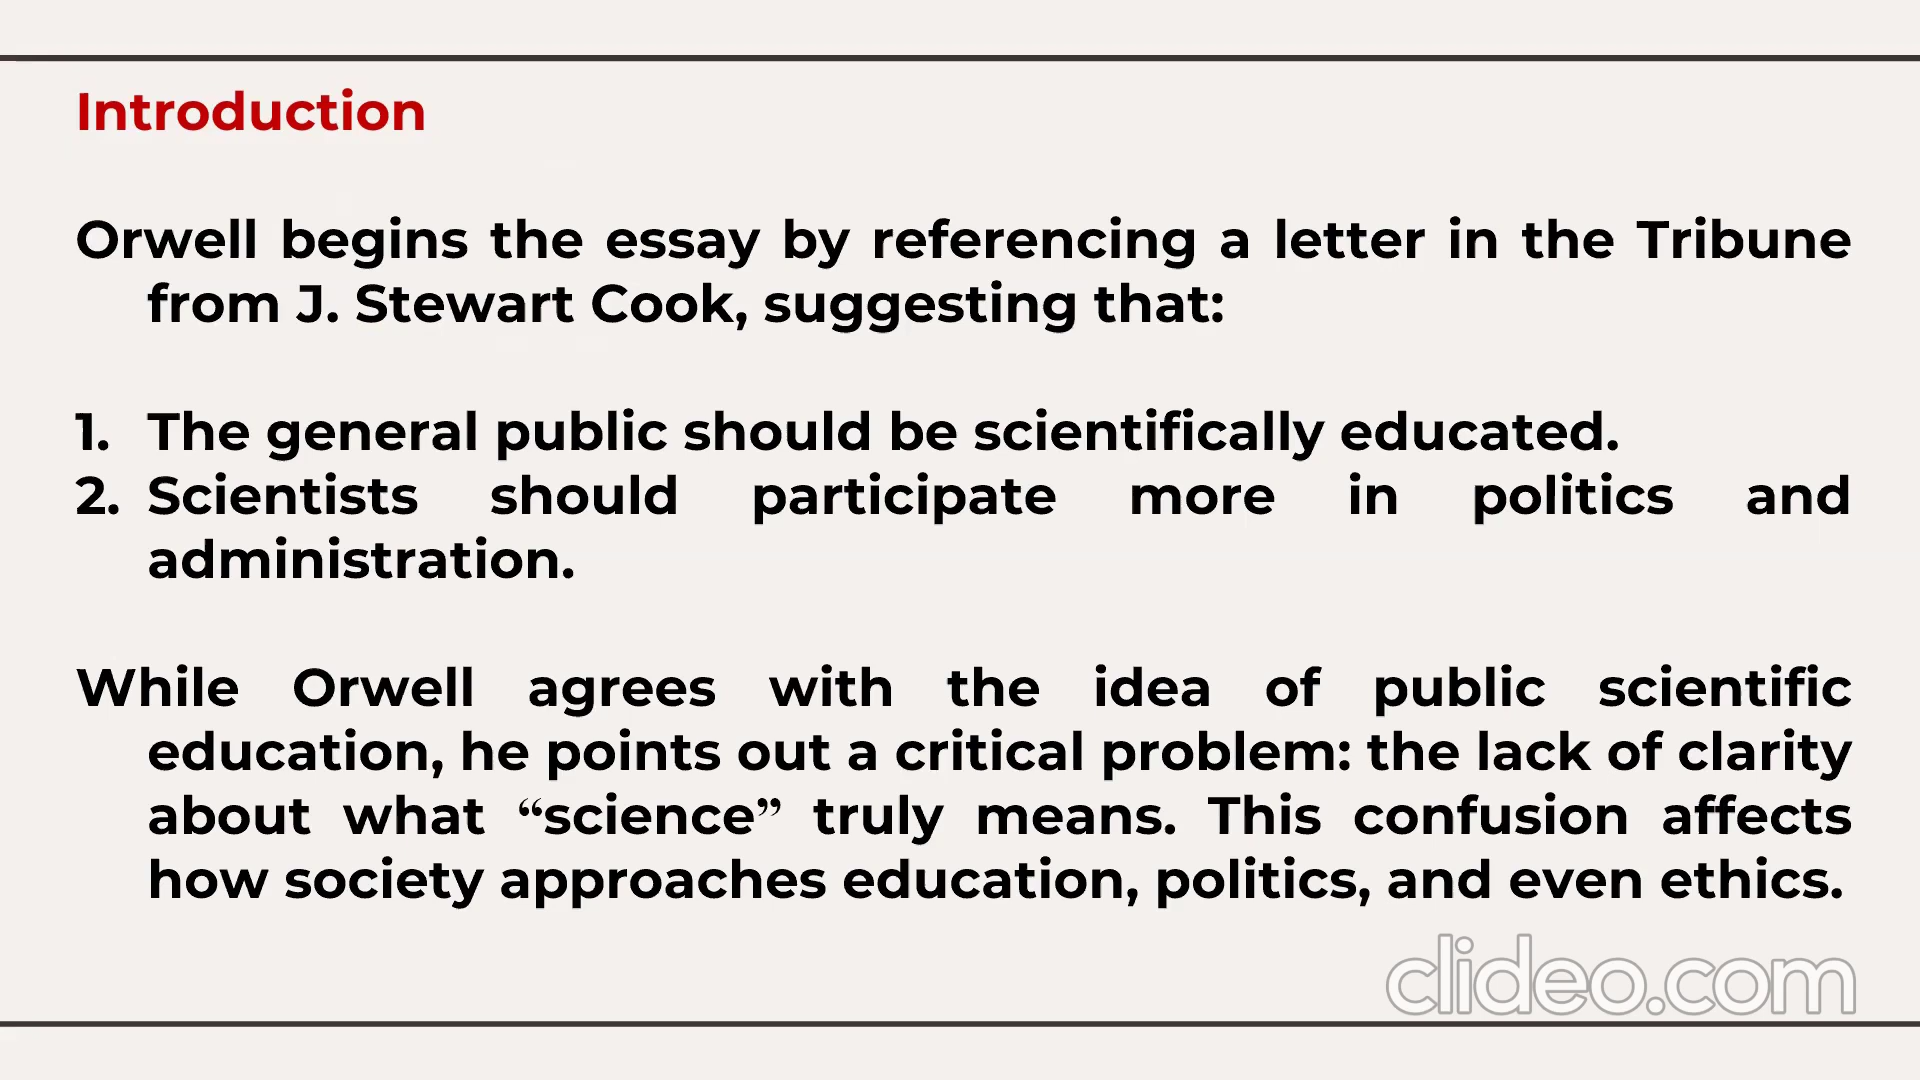 Introduction
Orwell begins the essay by referencing a letter in the Tribune
from J. Stewart Cook, suggesting that:
1. The general public should be scientifically educated.
2. Scientists should participate more in politics and
administration.
While Orwell agrees with the idea of public scientific
education, he points out a critical problem: the lack of clarity
about what “science” truly means. This confusion affects
how society approaches education, politics, and even ethics.
clideo.com